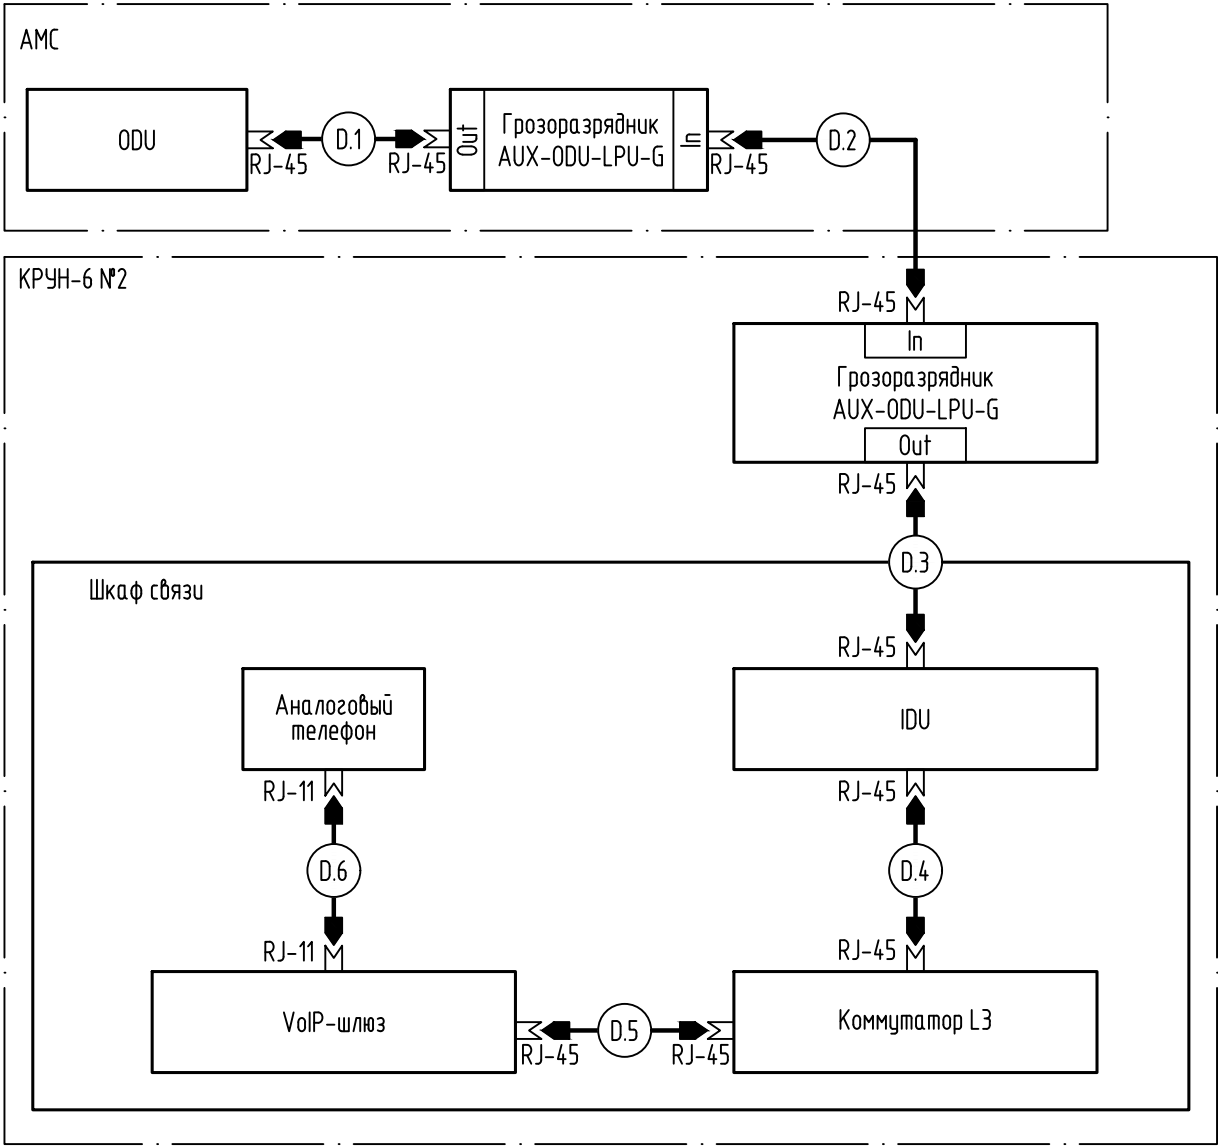 АМС
ODU
RJ-45
D.1
RJ-45
Out
Грозоразрядник
AUX-ODU-LPU-G
In
RJ-45
D.2
КРУН-6 №2
RJ-45
In
Грозоразрядник
AUX-ODU-LPU-G
Out
RJ-45
D.3
Шкаф связи
RJ-45
Аналоговый
телефон
IDU
RJ-11
RJ-45
D.6
D.4
RJ-11
RJ-45
VoIP-шлюз
D.5
Коммутатор L3
RJ-45
RJ-45